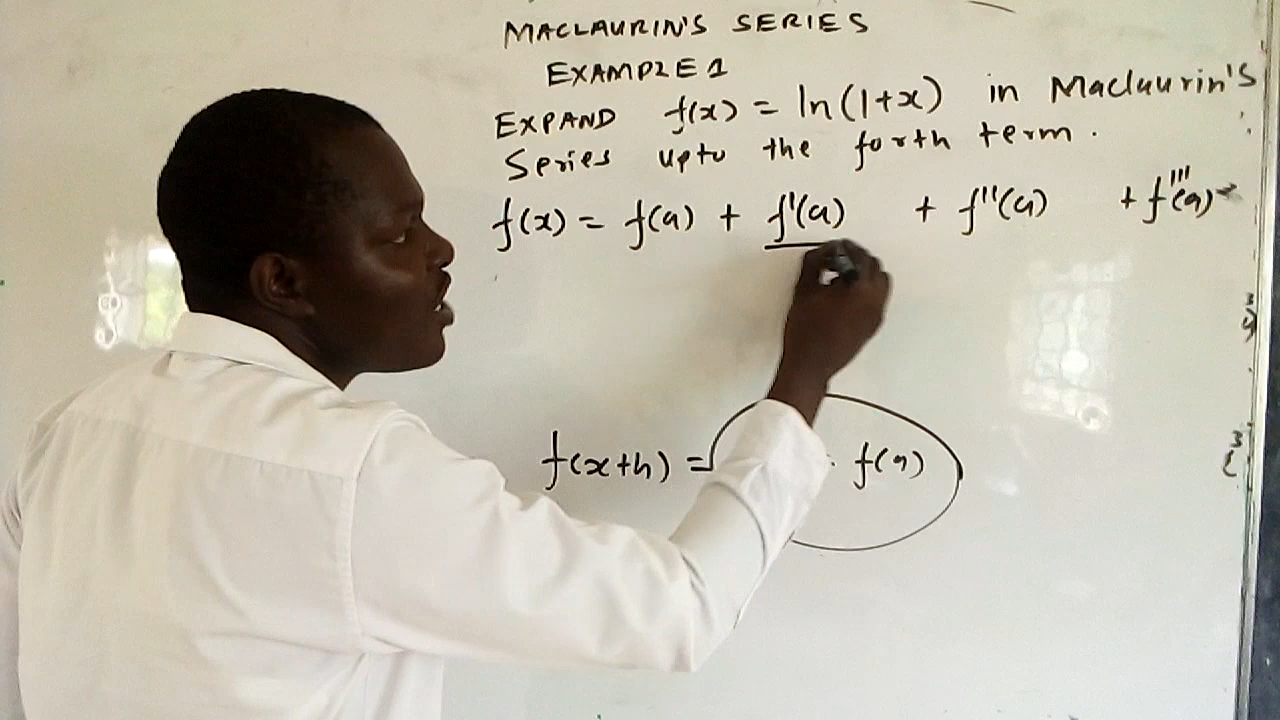 MACLAURIN'S SERIES
EXAMPLE 1
EXPAND f(x) = ln(1+x) in Maclaurin's
Series upto the forth term.
f(x) = f(a) + f'(a) + f''(a) + f'''(a)
f(x+h) = f(a)